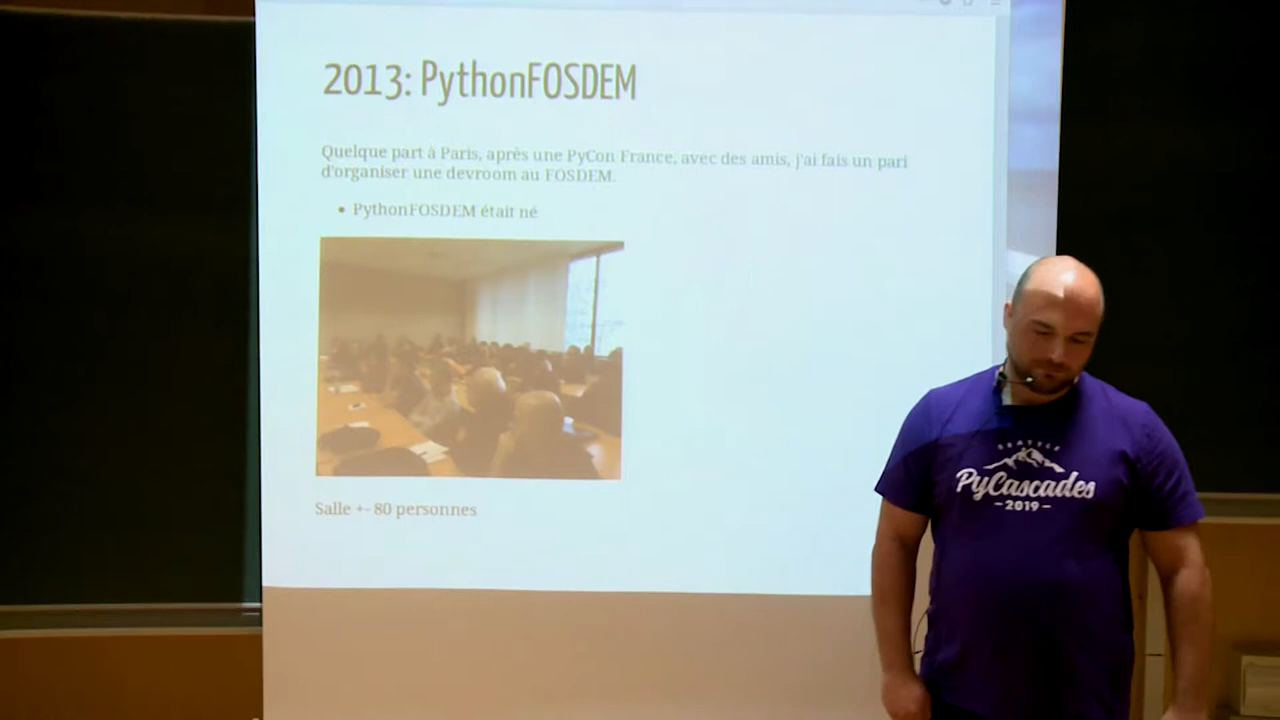 2013: PythonFOSDEM
Quelque part à Paris, après une PyCon France, avec des amis, j'ai fais un pari
d'organiser une devroom au FOSDEM.
• PythonFOSDEM était né
Salle +- 80 personnes
SEATTLE
PyCascades
-2019-